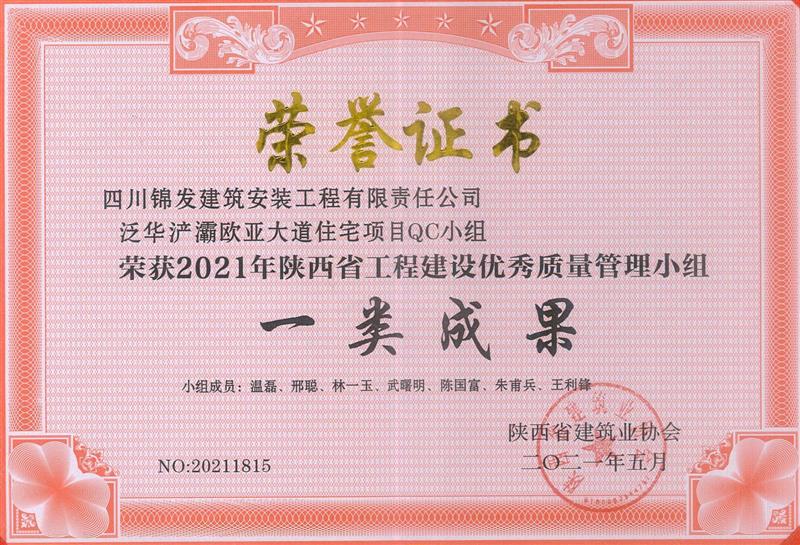 荣誉证书
四川锦发建筑安装工程有限责任公司
泛华浐灞欧亚大道住宅项目QC小组
荣获2021年陕西省工程建设优秀质量管理小组
一类成果
小组成员：温磊、邢聪、林一玉、武曙明、陈国富、朱甫兵、王利锋
陕西省建筑业协会
NO:20211815
二〇二一年五月